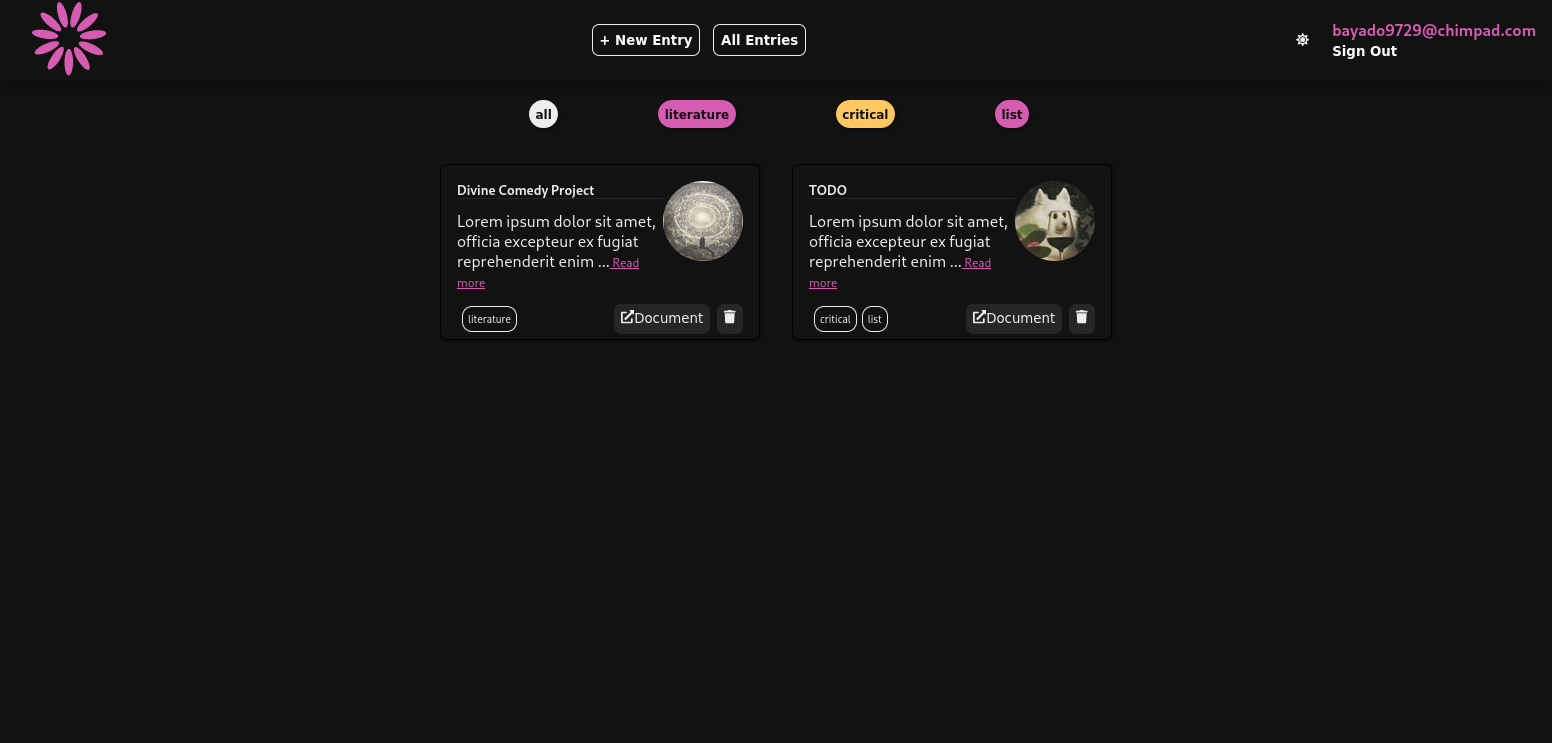 + New Entry
All Entries
bayado9729@chimpad.com
Sign Out
all
literature
critical
list
Divine Comedy Project
Lorem ipsum dolor sit amet,
officia excepteur ex fugiat
reprehenderit enim ... Read
more
literature
Document
TODO
Lorem ipsum dolor sit amet,
officia excepteur ex fugiat
reprehenderit enim ... Read
more
critical
list
Document